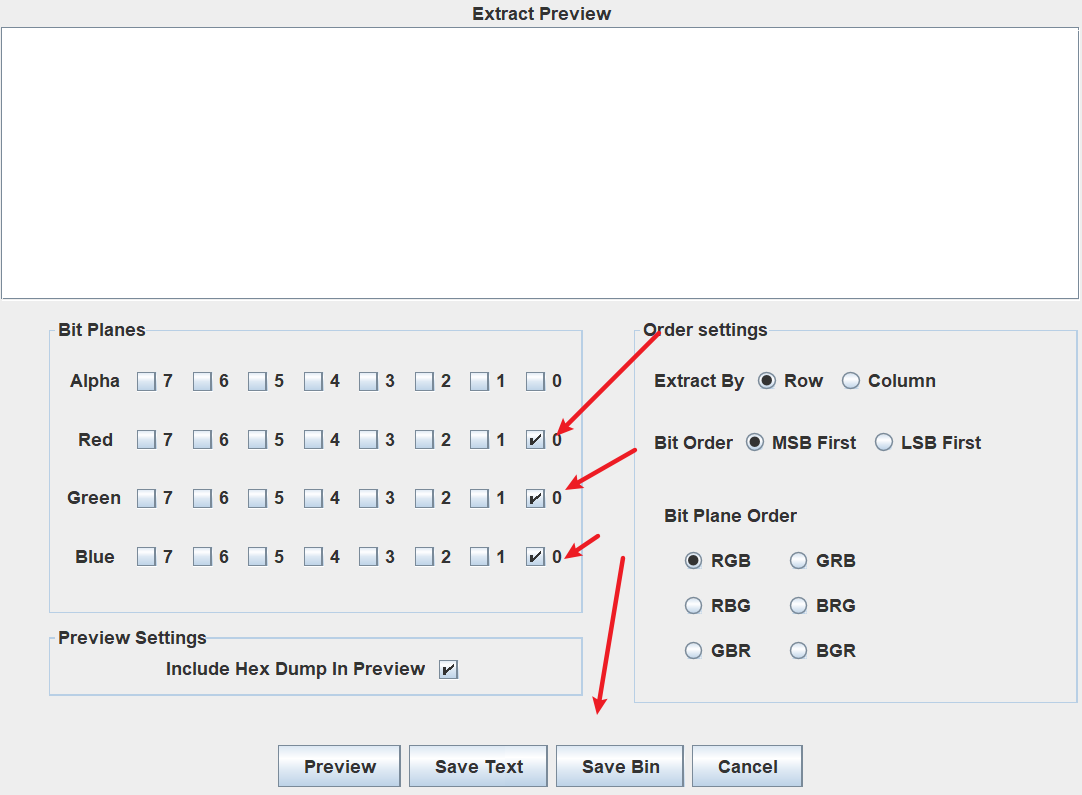 Extract Preview
Bit Planes
Alpha 7 6 5 4 3 2 1 0
Red 7 6 5 4 3 2 1 0
Green 7 6 5 4 3 2 1 0
Blue 7 6 5 4 3 2 1 0
Preview Settings
Include Hex Dump In Preview
Order settings
Extract By Row Column
Bit Order MSB First LSB First
Bit Plane Order
RGB GRB
RBG BRG
GBR BGR
Preview Save Text Save Bin Cancel